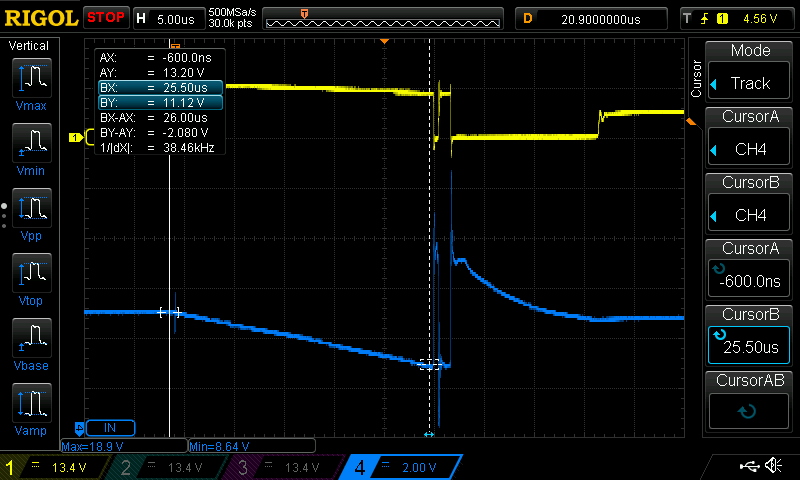 RIGOL STOP H 5.00us 500MSa/s 30.0k pts T D 20.9000000us T 1 4.56 V
Vertical
Vmax
Vmin
Vpp
Vtop
Vbase
Vamp
T
AX: = -600.0ns
AY: = 13.20 V
BX: = 25.50us
BY: = 11.12 V
BX-AX: = 26.00us
BY-AY: = -2.080 V
1/|dX|: = 38.46kHz
1
IN
Max=18.9 V Min=8.64 V
Cursor
Mode
Track
CursorA
CH4
CursorB
CH4
CursorA
-600.0ns
CursorB
25.50us
CursorAB
1 = 13.4 V 2 = 13.4 V 3 = 13.4 V 4 = 2.00 V